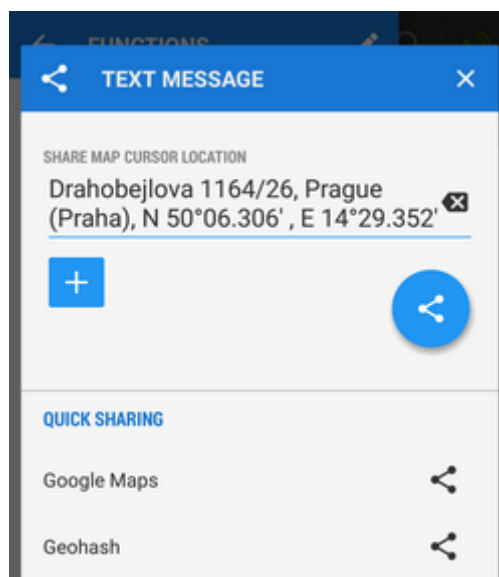 FUNCTIONS
TEXT MESSAGE
SHARE MAP CURSOR LOCATION
Drahobejlova 1164/26, Prague
(Praha), N 50°06.306' , E 14°29.352'
QUICK SHARING
Google Maps
Geohash